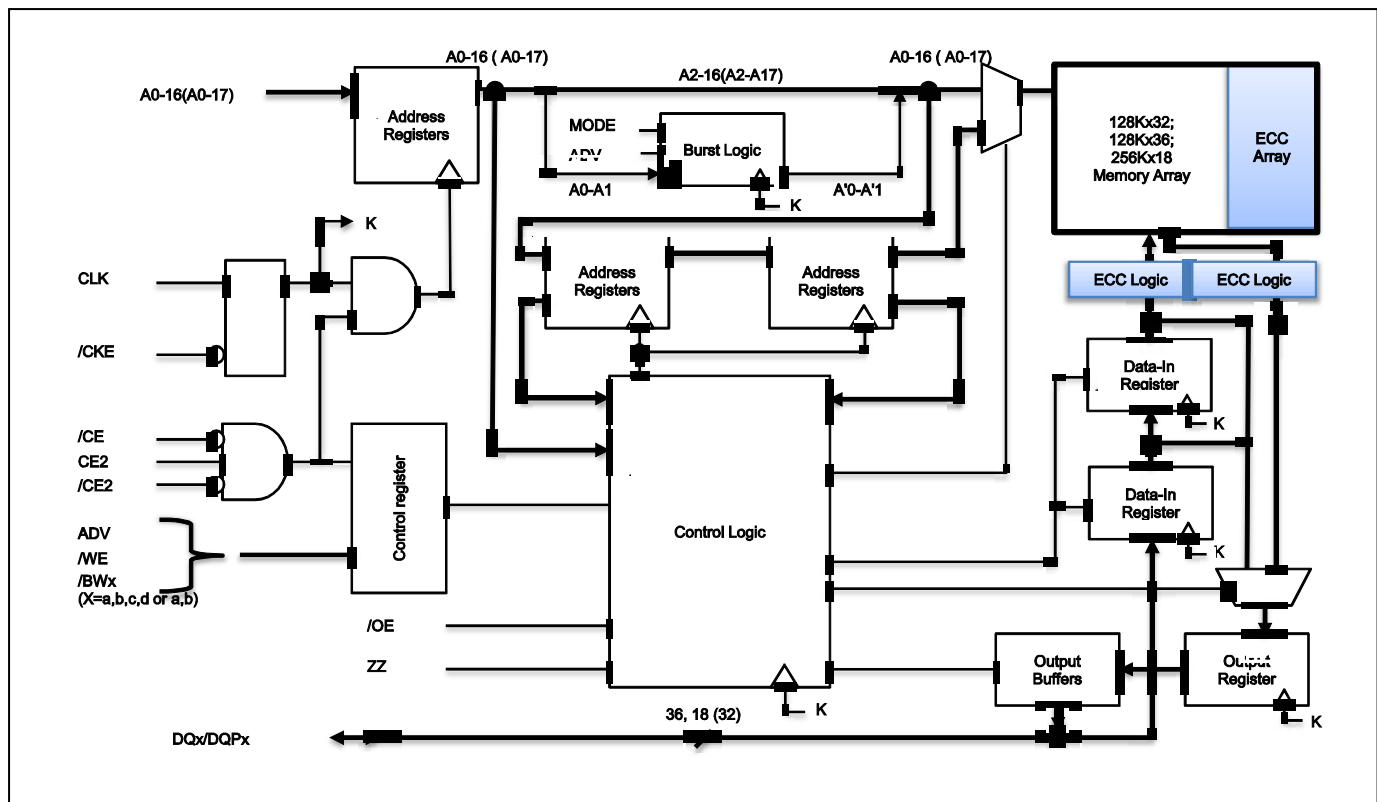 A0-16 ( A0-17)
A2-16(A2-A17)
A0-16 ( A0-17)
A0-16(A0-17)
Address
Registers
MODE
ADV
Burst Logic
A0-A1
A'0-A'1
K
128Kx32;
128Kx36;
256Kx18
Memory Array
ECC
Array
K
CLK
/CKE
Address
Registers
Address
Registers
ECC Logic
ECC Logic
Data-In
Register
K
/CE
CE2
/CE2
Control register
Control Logic
Data-In
Register
K
ADV
/WE
/BWx
(X=a,b,c,d or a,b)
/OE
ZZ
Output
Buffers
Output
Register
K
K
36, 18 (32)
DQx/DQPx